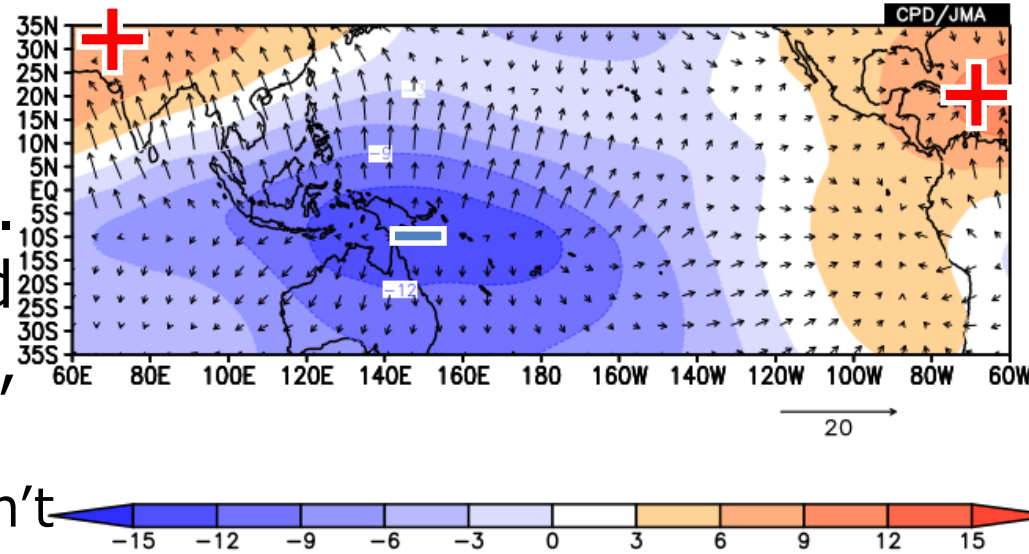 CPD/JMA
35N
30N
25N
20N
15N
10N
5N
EQ
5S
10S
15S
20S
25S
30S
35S
-9
-12
.
d
,
60E 80E 100E 120E 140E 160E 180 160W 140W 120W 100W 80W 60W
20
n't
-15 -12 -9 -6 -3 0 3 6 9 12 15